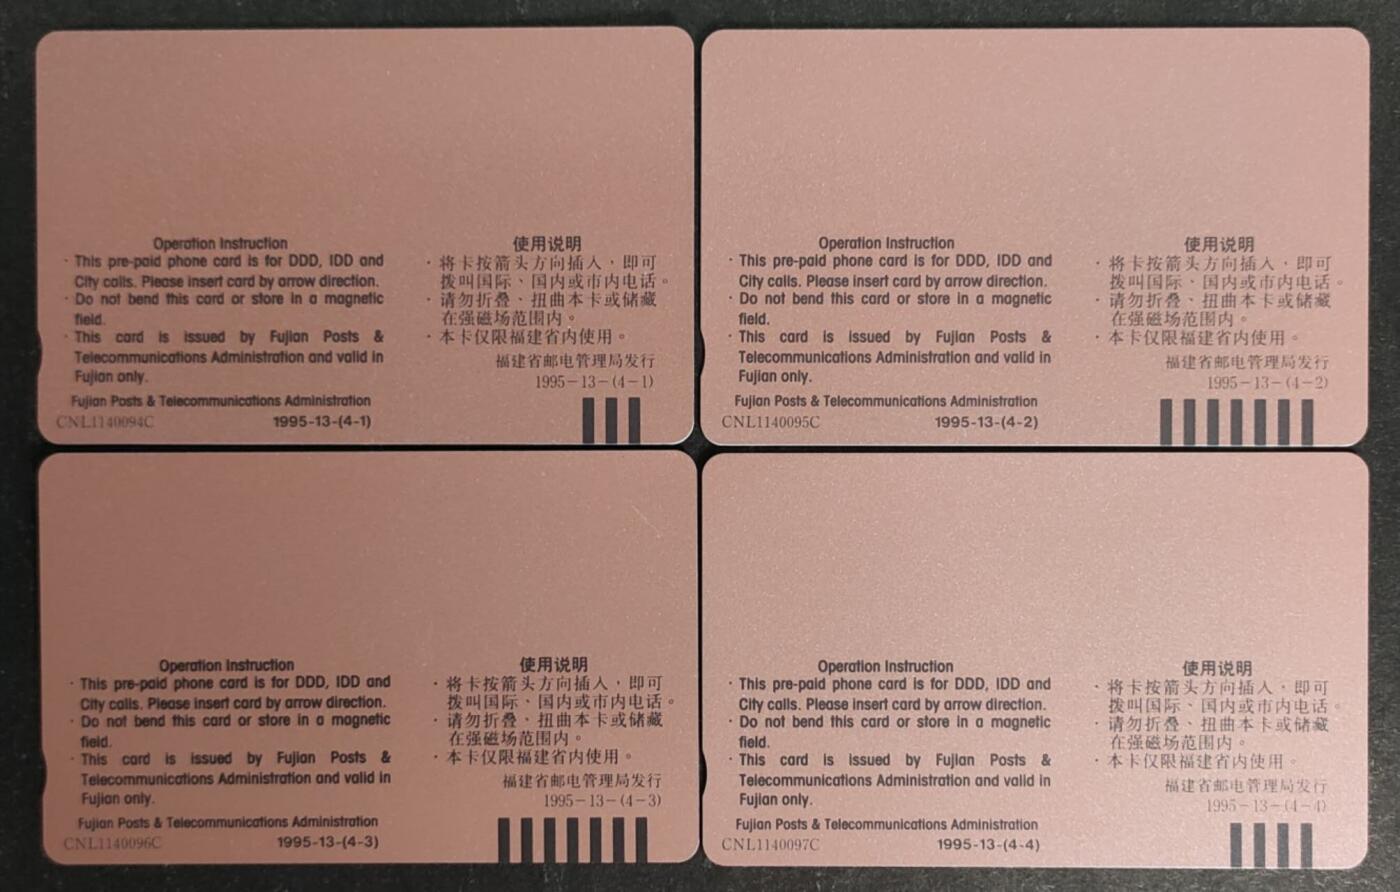 Operation Instruction
· This pre-paid phone card is for DDD, IDD and
City calls. Please insert card by arrow direction.
· Do not bend this card or store in a magnetic
field.
· This card is issued by Fujian Posts &
Telecommunications Administration and valid in
Fujian only.
Fujian Posts & Telecommunications Administration
CNL1140094C
1995-13-(4-1)
使用说明
· 将卡按箭头方向插入，即可
拨叫国际、国内或市内电话。
· 请勿折叠、扭曲本卡或储藏
在强磁场范围内。
· 本卡仅限福建省内使用。
福建省邮电管理局发行
1995-13-(4-1)
Operation Instruction
· This pre-paid phone card is for DDD, IDD and
City calls. Please insert card by arrow direction.
· Do not bend this card or store in a magnetic
field.
· This card is issued by Fujian Posts &
Telecommunications Administration and valid in
Fujian only.
Fujian Posts & Telecommunications Administration
CNL1140095C
1995-13-(4-2)
使用说明
· 将卡按箭头方向插入，即可
拨叫国际、国内或市内电话。
· 请勿折叠、扭曲本卡或储藏
在强磁场范围内。
· 本卡仅限福建省内使用。
福建省邮电管理局发行
1995-13-(4-2)
Operation Instruction
· This pre-paid phone card is for DDD, IDD and
City calls. Please insert card by arrow direction.
· Do not bend this card or store in a magnetic
field.
· This card is issued by Fujian Posts &
Telecommunications Administration and valid in
Fujian only.
Fujian Posts & Telecommunications Administration
CNL1140096C
1995-13-(4-3)
使用说明
· 将卡按箭头方向插入，即可
拨叫国际、国内或市内电话。
· 请勿折叠、扭曲本卡或储藏
在强磁场范围内。
· 本卡仅限福建省内使用。
福建省邮电管理局发行
1995-13-(4-3)
Operation Instruction
· This pre-paid phone card is for DDD, IDD and
City calls. Please insert card by arrow direction.
· Do not bend this card or store in a magnetic
field.
· This card is issued by Fujian Posts &
Telecommunications Administration and valid in
Fujian only.
Fujian Posts & Telecommunications Administration
CNL1140097C
1995-13-(4-4)
使用说明
· 将卡按箭头方向插入，即可
拨叫国际、国内或市内电话。
· 请勿折叠、扭曲本卡或储藏
在强磁场范围内。
· 本卡仅限福建省内使用。
福建省邮电管理局发行
1995-13-(4-4)